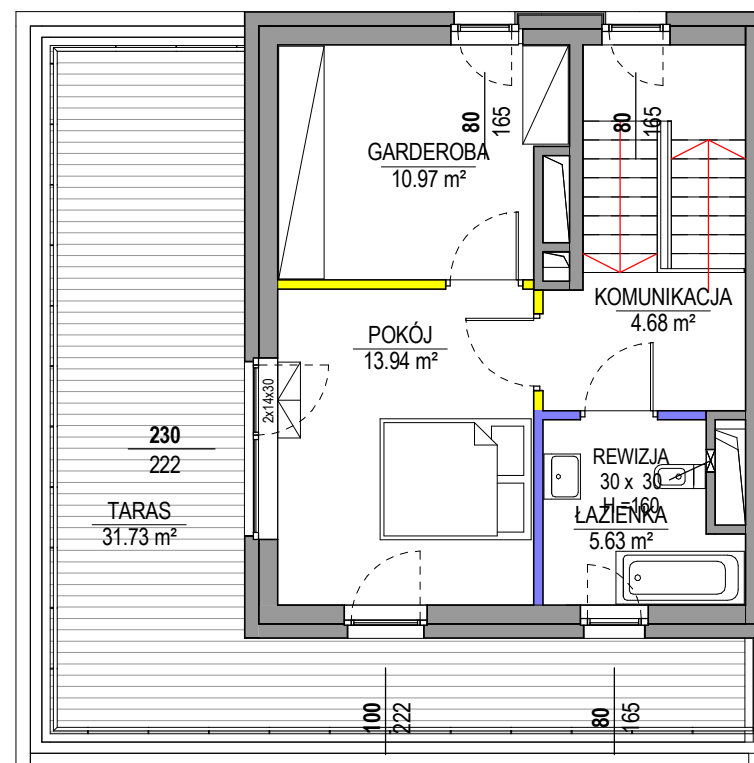 80
165
80
165
GARDEROBA
10.97 m²
KOMUNIKACJA
4.68 m²
POKÓJ
13.94 m²
2x14x30
230
222
TARAS
31.73 m²
REWIZJA
30 x 30
H =160
ŁAZIENKA
5.63 m²
100
222
80
165